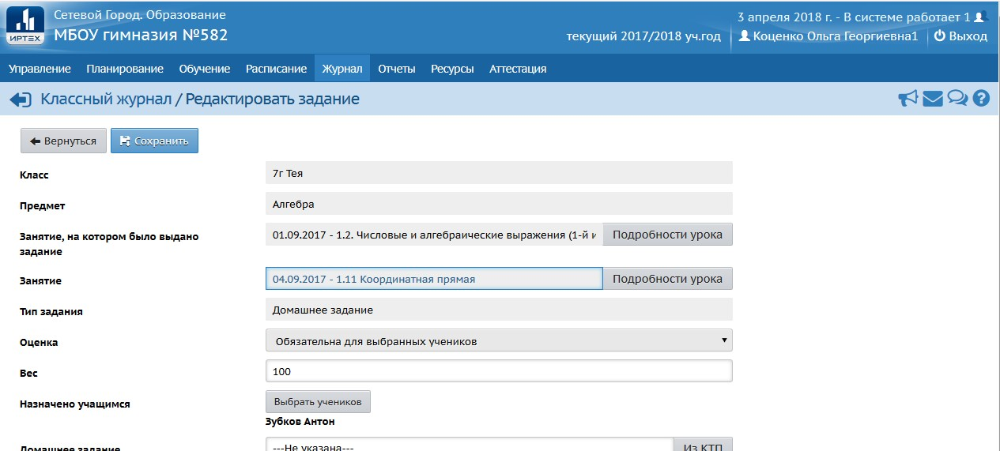 Сетевой Город. Образование
ИРТЕХ
МБОУ гимназия №582
3 апреля 2018 г. - В системе работает 1
текущий 2017/2018 уч.год
Коценко Ольга Георгиевна1
Выход
Управление Планирование Обучение Расписание Журнал Отчеты Ресурсы Аттестация
Классный журнал / Редактировать задание
Вернуться Сохранить
Класс 7г Тея
Предмет Алгебра
Занятие, на котором было выдано
задание
01.09.2017 - 1.2. Числовые и алгебраические выражения (1-й и Подробности урока
Занятие 04.09.2017 - 1.11 Координатная прямая Подробности урока
Тип задания Домашнее задание
Оценка Обязательна для выбранных учеников
Вес 100
Назначено учащимся Выбрать учеников
Зубков Антон
Домашнее задание ---Не указана--- Из КТП